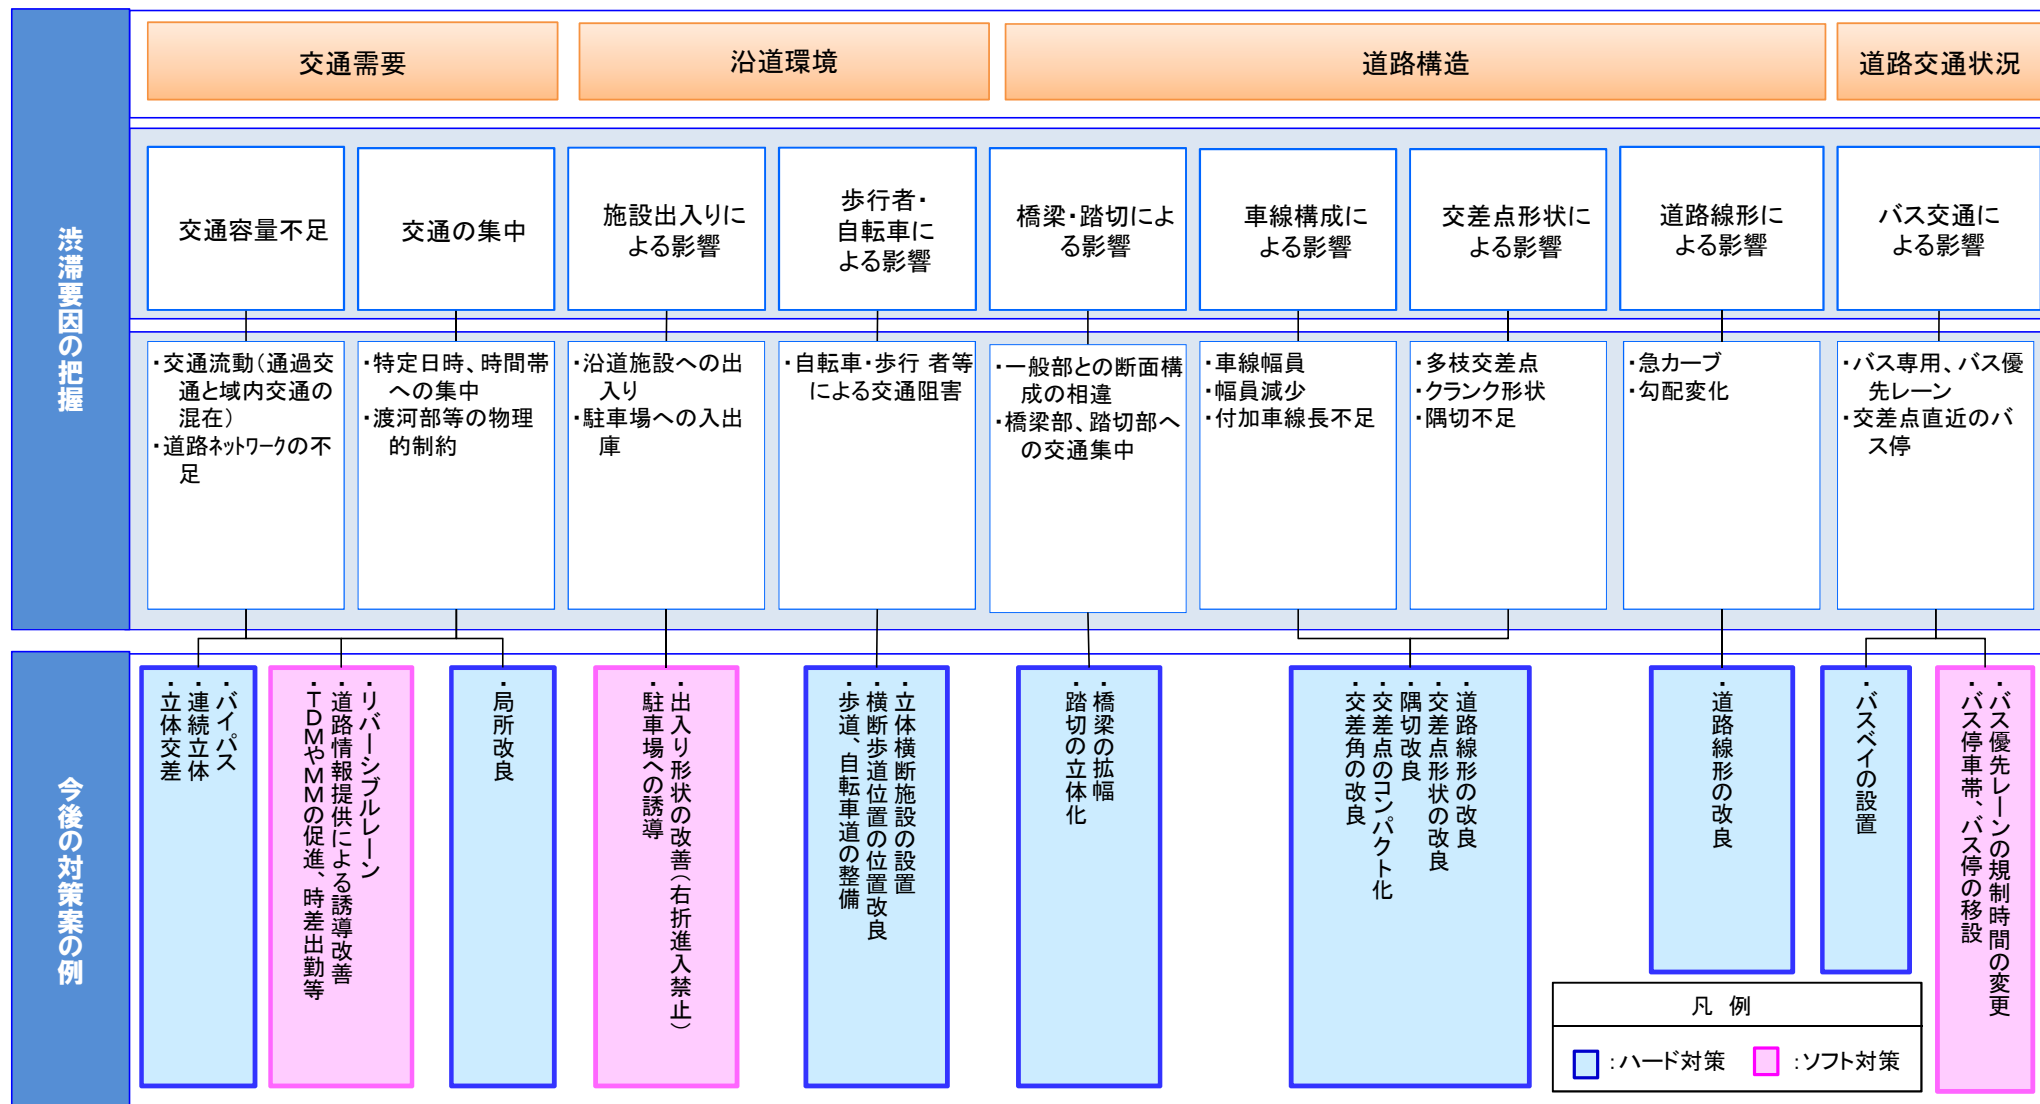 渋滞要因の把握
交通需要
沿道環境
道路構造
道路交通状況
交通容量不足
交通の集中
施設出入りに
よる影響
歩行者・
自転車に
よる影響
橋梁・踏切によ
る影響
車線構成に
よる影響
交差点形状に
よる影響
道路線形に
よる影響
バス交通に
よる影響
・交通流動(通過交
通と域内交通の
混在)
・道路ネットワークの不
足
・特定日時、時間帯
への集中
・渡河部等の物理
的制約
・沿道施設への出
入り
・駐車場への入出
庫
・自転車・歩行 者等
による交通阻害
・一般部との断面構
成の相違
・橋梁部、踏切部へ
の交通集中
・車線幅員
・幅員減少
・付加車線長不足
・多枝交差点
・クランク形状
・隅切不足
・急カーブ
・勾配変化
・バス専用、バス優
先レーン
・交差点直近のバ
ス停
今後の対策案の例
・バイパス
・連続立体
・立体交差
・リバーシブルレーン
・道路情報提供による誘導改善
・TDMやMMの促進、時差出勤等
・局所改良
・出入り形状の改善(右折進入禁止)
・駐車場への誘導
・立体横断施設の設置
・横断歩道位置の位置改良
・歩道、自転車道の整備
・橋梁の拡幅
・踏切の立体化
・道路線形の改良
・交差点形状の改良
・隅切改良
・交差点のコンパクト化
・交差角の改良
・道路線形の改良
・バスベイの設置
・バス優先レーンの規制時間の変更
・バス停車帯、バス停の移設
凡 例
:ハード対策
:ソフト対策